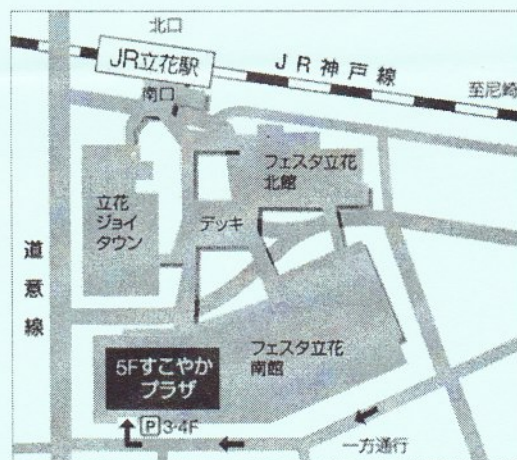 北口
JR立花駅
JR神戸線
至尼崎
南口
フェスタ立花
北館
立花
ジョイ
タウン
デッキ
道意線
フェスタ立花
南館
5Fすこやか
プラザ
P3・4F
一方通行